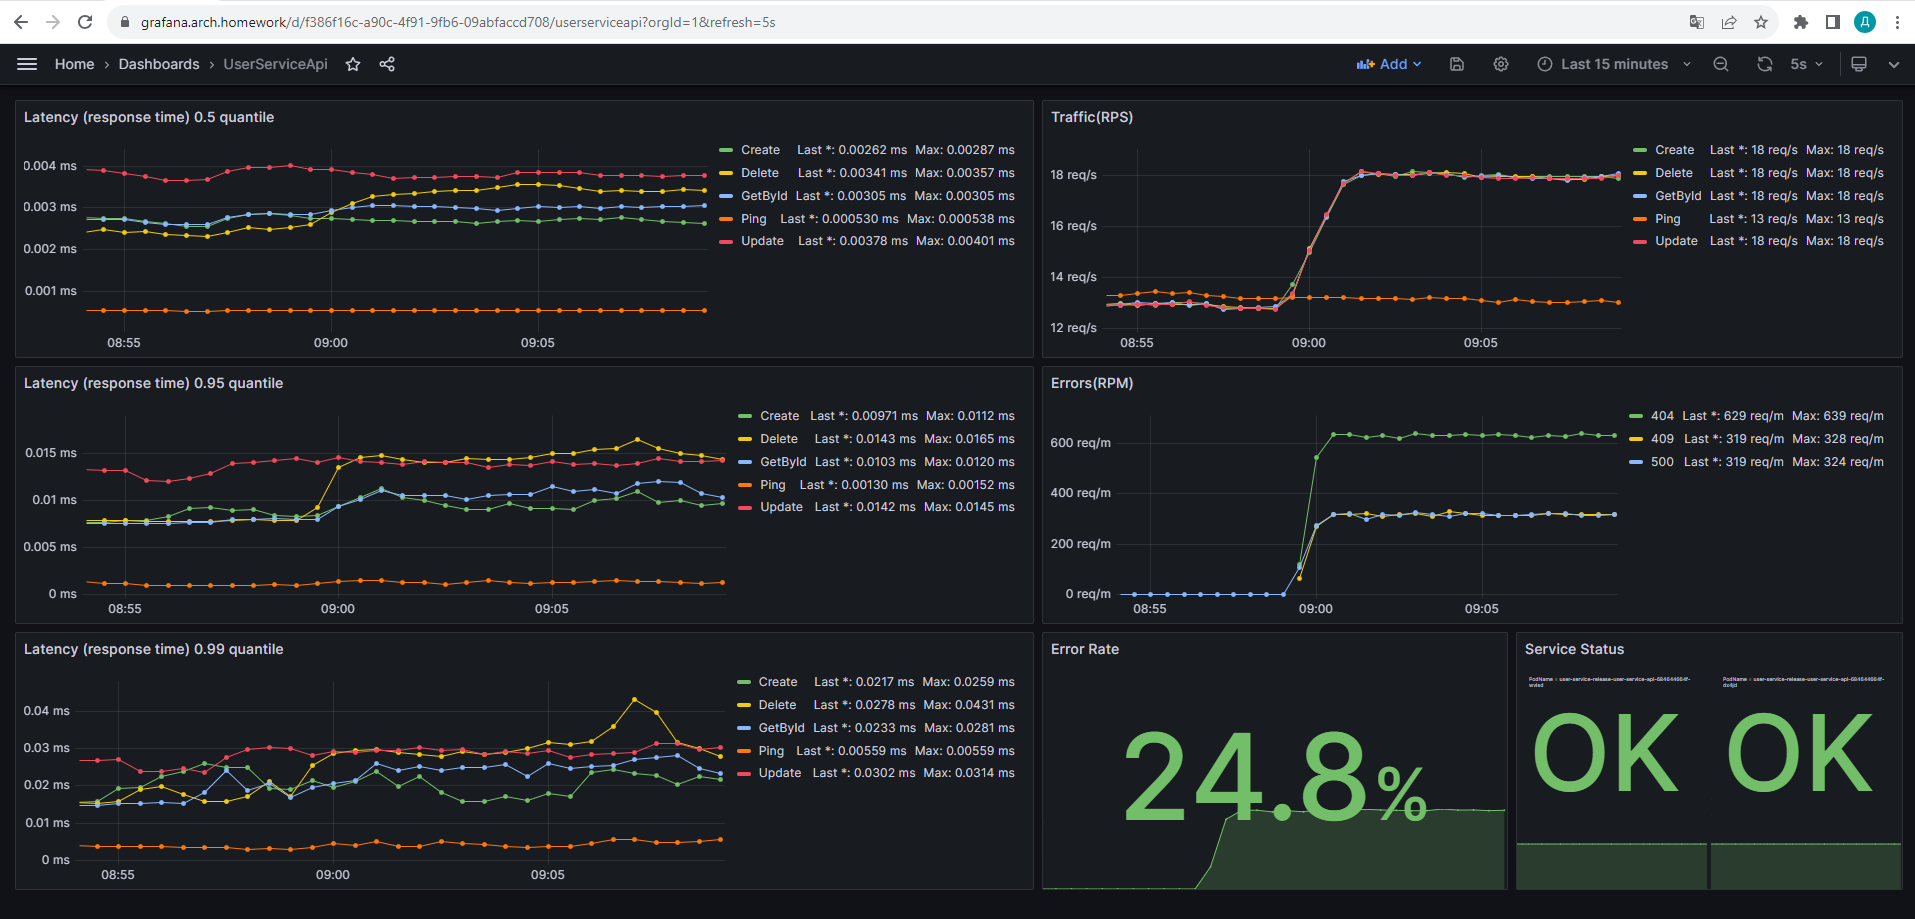 grafana.arch.homework/d/f386f16c-a90c-4f91-9fb6-09abfaccd708/userserviceapi?orgId=1&refresh=5s
Д
Home › Dashboards › UserServiceApi
Add
Last 15 minutes
5s
Latency (response time) 0.5 quantile
0.004 ms
0.003 ms
0.002 ms
0.001 ms
08:55 09:00 09:05
Create Last *: 0.00262 ms Max: 0.00287 ms
Delete Last *: 0.00341 ms Max: 0.00357 ms
GetById Last *: 0.00305 ms Max: 0.00305 ms
Ping Last *: 0.000530 ms Max: 0.000538 ms
Update Last *: 0.00378 ms Max: 0.00401 ms
Traffic(RPS)
18 req/s
16 req/s
14 req/s
12 req/s
08:55 09:00 09:05
Create Last *: 18 req/s Max: 18 req/s
Delete Last *: 18 req/s Max: 18 req/s
GetById Last *: 18 req/s Max: 18 req/s
Ping Last *: 13 req/s Max: 13 req/s
Update Last *: 18 req/s Max: 18 req/s
Latency (response time) 0.95 quantile
0.015 ms
0.01 ms
0.005 ms
0 ms
08:55 09:00 09:05
Create Last *: 0.00971 ms Max: 0.0112 ms
Delete Last *: 0.0143 ms Max: 0.0165 ms
GetById Last *: 0.0103 ms Max: 0.0120 ms
Ping Last *: 0.00130 ms Max: 0.00152 ms
Update Last *: 0.0142 ms Max: 0.0145 ms
Errors(RPM)
600 req/m
400 req/m
200 req/m
0 req/m
08:55 09:00 09:05
404 Last *: 629 req/m Max: 639 req/m
409 Last *: 319 req/m Max: 328 req/m
500 Last *: 319 req/m Max: 324 req/m
Latency (response time) 0.99 quantile
0.04 ms
0.03 ms
0.02 ms
0.01 ms
0 ms
08:55 09:00 09:05
Create Last *: 0.0217 ms Max: 0.0259 ms
Delete Last *: 0.0278 ms Max: 0.0431 ms
GetById Last *: 0.0233 ms Max: 0.0281 ms
Ping Last *: 0.00559 ms Max: 0.00559 ms
Update Last *: 0.0302 ms Max: 0.0314 ms
Error Rate
24.8%
Service Status
PodName = user-service-release-user-service-api-
OK
PodName = user-service-release-user-service-api-
OK